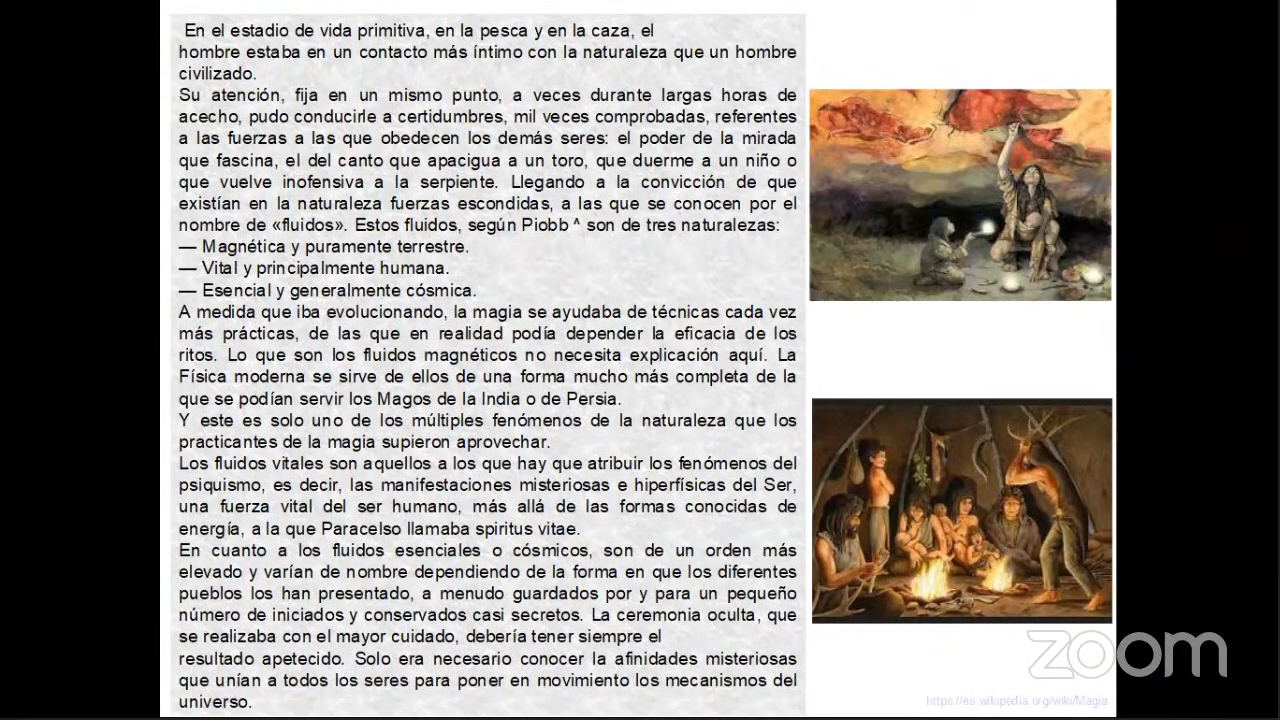 En el estadio de vida primitiva, en la pesca y en la caza, el
hombre estaba en un contacto más íntimo con la naturaleza que un hombre
civilizado.
Su atención, fija en un mismo punto, a veces durante largas horas de
acecho, pudo conducirle a certidumbres, mil veces comprobadas, referentes
a las fuerzas a las que obedecen los demás seres: el poder de la mirada
que fascina, el del canto que apacigua a un toro, que duerme a un niño o
que vuelve inofensiva a la serpiente. Llegando a la convicción de que
existían en la naturaleza fuerzas escondidas, a las que se conocen por el
nombre de «fluidos». Estos fluidos, según Piobb ^ son de tres naturalezas:
— Magnética y puramente terrestre.
— Vital y principalmente humana.
— Esencial y generalmente cósmica.
A medida que iba evolucionando, la magia se ayudaba de técnicas cada vez
más prácticas, de las que en realidad podía depender la eficacia de los
ritos. Lo que son los fluidos magnéticos no necesita explicación aquí. La
Física moderna se sirve de ellos de una forma mucho más completa de la
que se podían servir los Magos de la India o de Persia.
Y este es solo uno de los múltiples fenómenos de la naturaleza que los
practicantes de la magia supieron aprovechar.
Los fluidos vitales son aquellos a los que hay que atribuir los fenómenos del
psiquismo, es decir, las manifestaciones misteriosas e hiperfísicas del Ser,
una fuerza vital del ser humano, más allá de las formas conocidas de
energía, a la que Paracelso llamaba spiritus vitae.
En cuanto a los fluidos esenciales o cósmicos, son de un orden más
elevado y varían de nombre dependiendo de la forma en que los diferentes
pueblos los han presentado, a menudo guardados por y para un pequeño
número de iniciados y conservados casi secretos. La ceremonia oculta, que
se realizaba con el mayor cuidado, debería tener siempre el
resultado apetecido. Solo era necesario conocer la afinidades misteriosas
que unían a todos los seres para poner en movimiento los mecanismos del
universo.
zoom
https://es.wikipedia.org/wiki/Magia